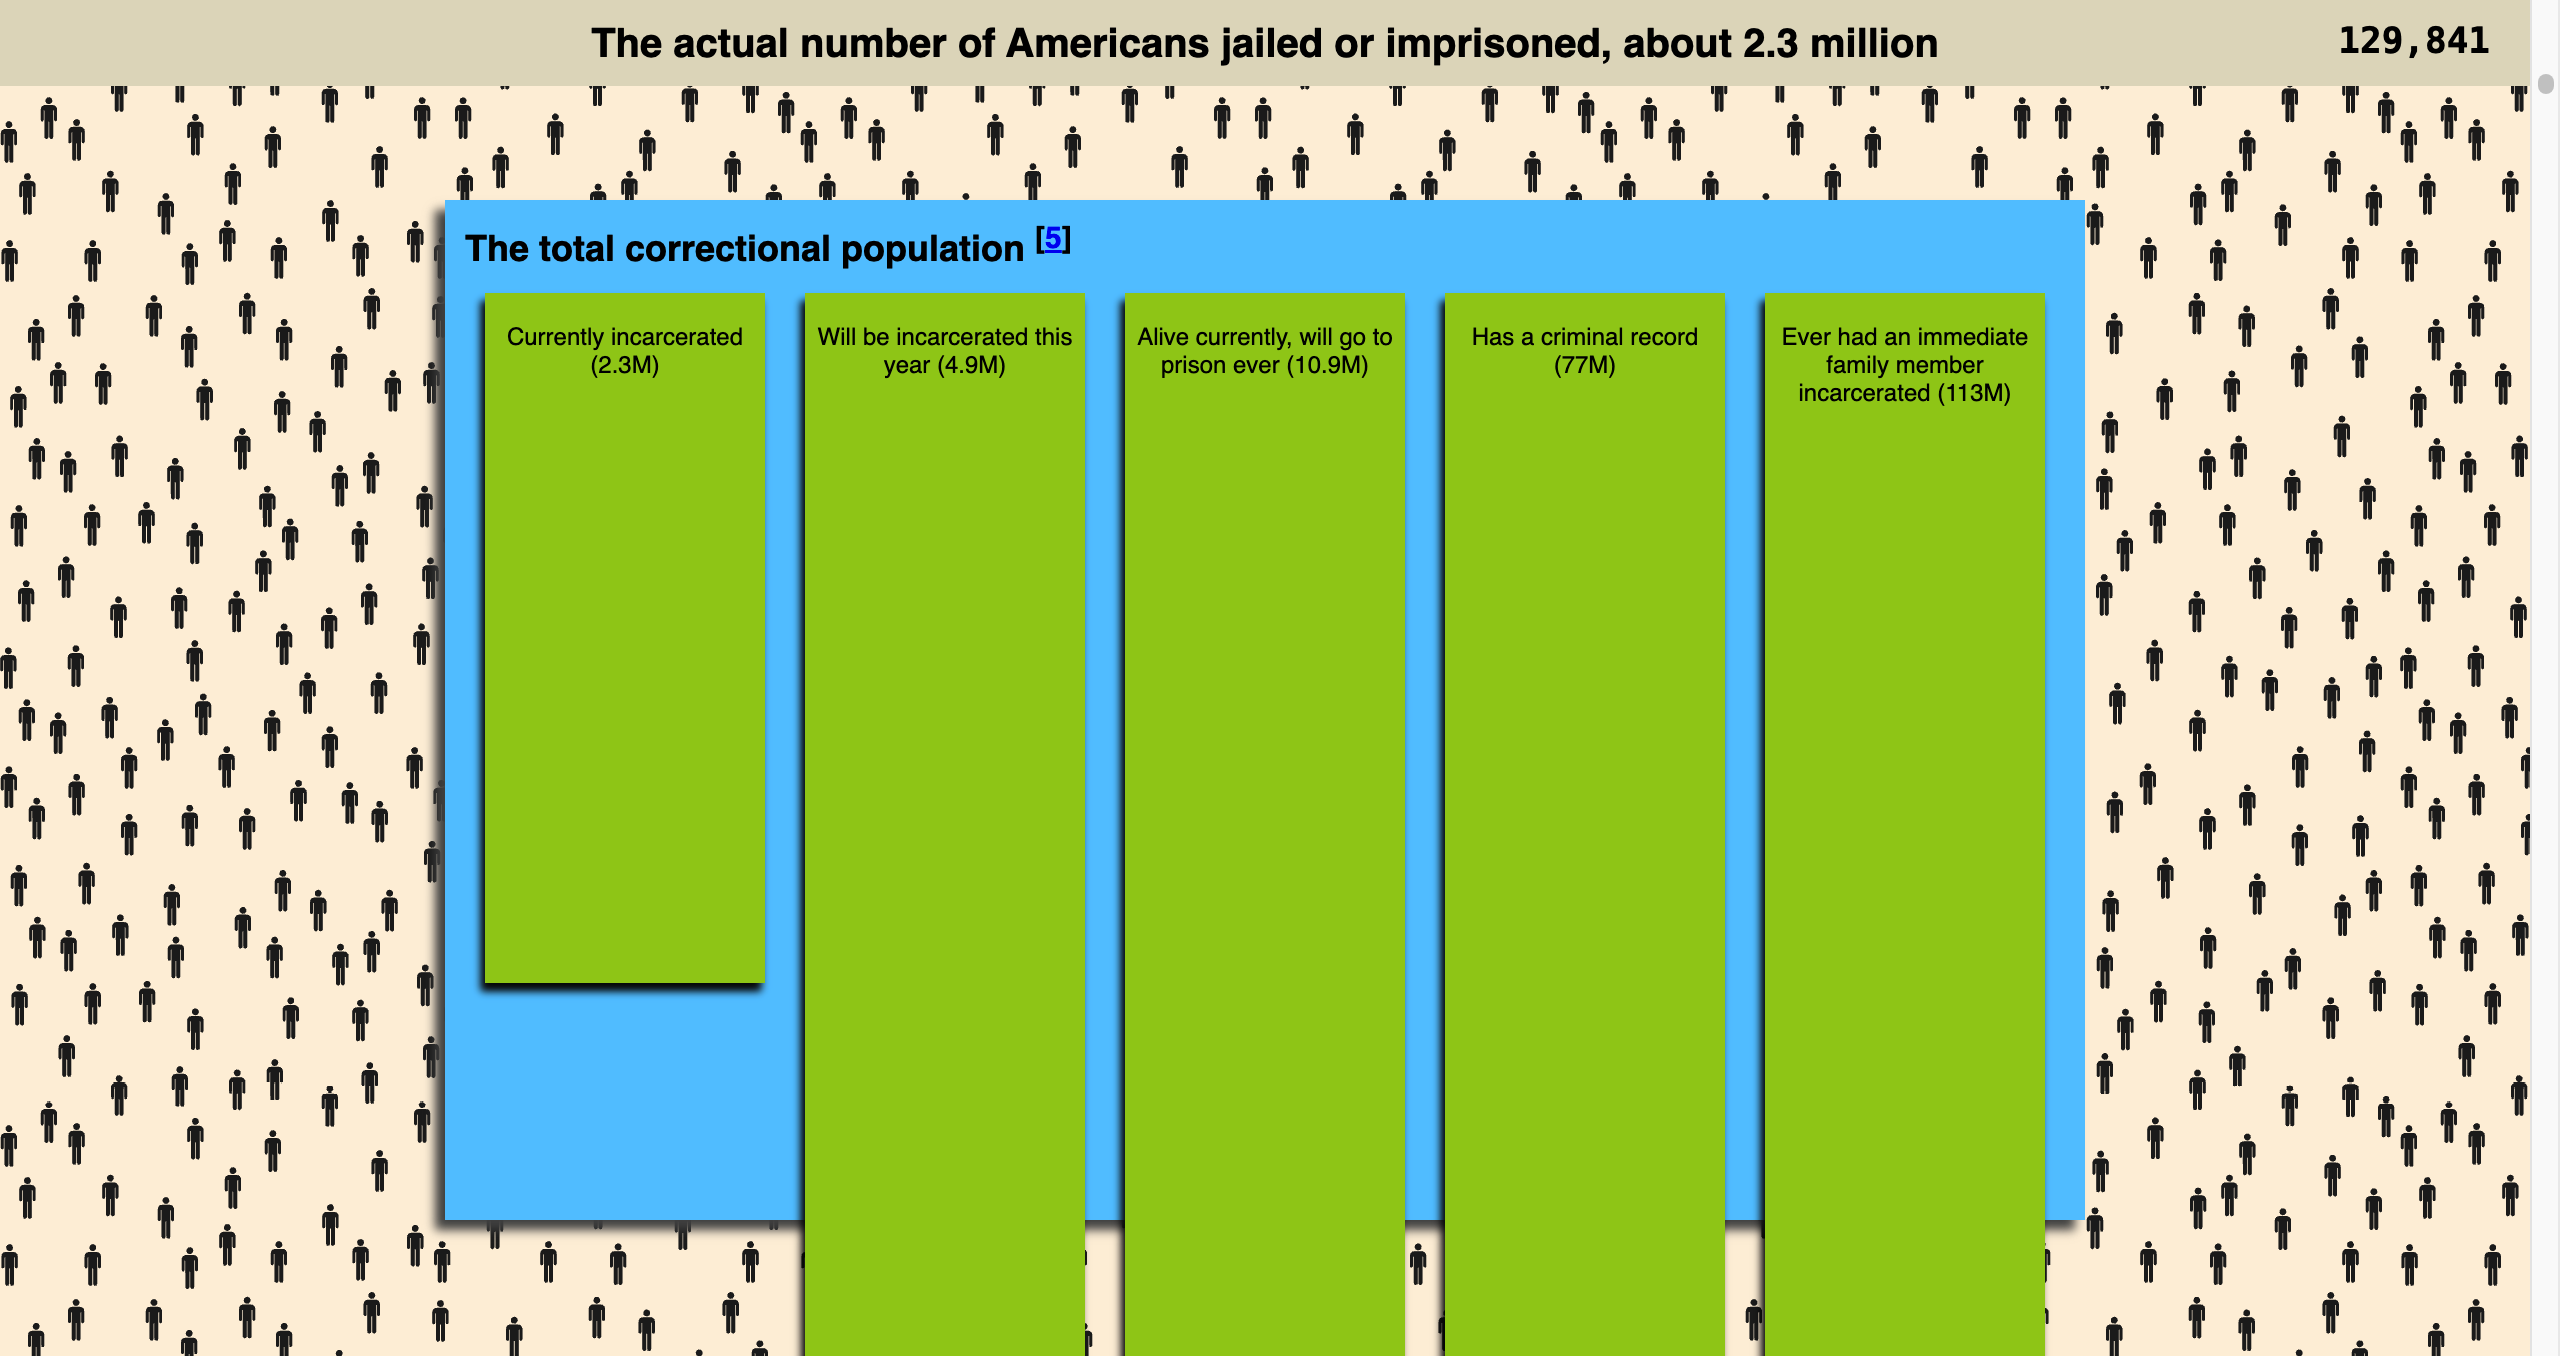 The actual number of Americans jailed or imprisoned, about 2.3 million
129,841
The total correctional population [5]
Currently incarcerated
(2.3M)
Will be incarcerated this
year (4.9M)
Alive currently, will go to
prison ever (10.9M)
Has a criminal record
(77M)
Ever had an immediate
family member
incarcerated (113M)